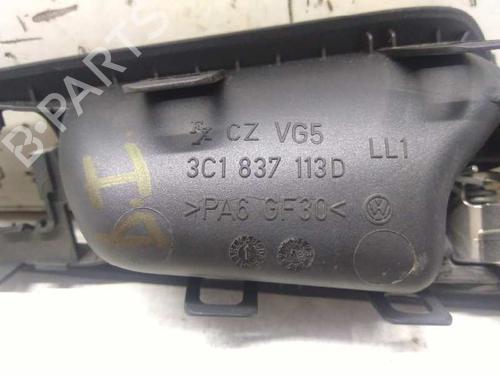 CZ VG5
3C1 837 113D
LL1
>PA6 GF30<
D.I
B-Parts